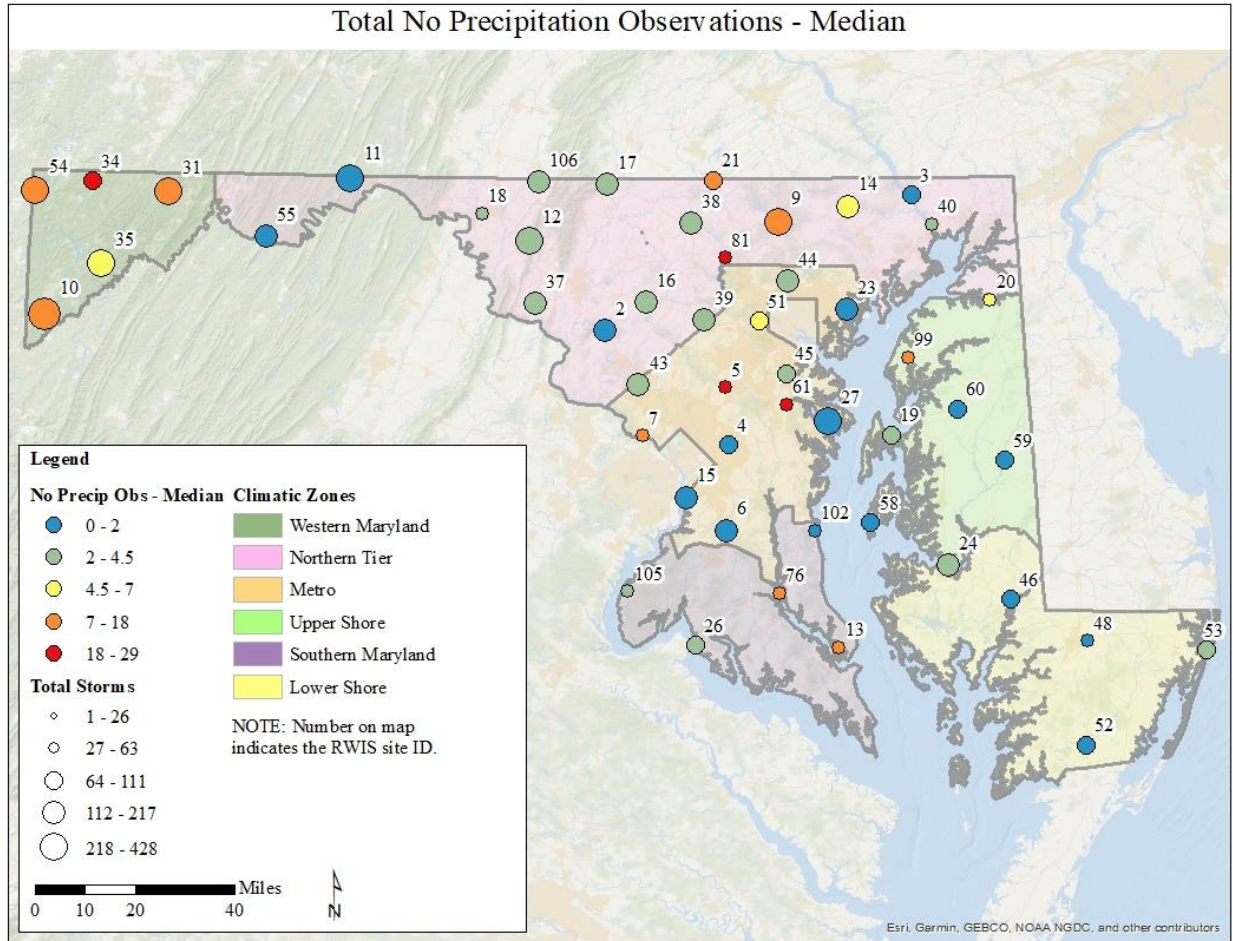 Total No Precipitation Observations - Median
54
34
31
11
106
17
21
14
3
18
38
9
40
55
12
81
35
44
20
10
37
16
39
51
23
99
43
5
45
61
27
60
7
19
59
4
15
6
102
58
24
105
76
46
26
13
48
53
52
Legend
No Precip Obs - Median Climatic Zones
0 - 2 Western Maryland
2 - 4.5 Northern Tier
4.5 - 7 Metro
7 - 18 Upper Shore
18 - 29 Southern Maryland
Total Storms Lower Shore
1 - 26
27 - 63
64 - 111
112 - 217
218 - 428
NOTE: Number on map
indicates the RWIS site ID.
Miles
0 10 20 40
N
2
Esri, Garmin, GEBCO, NOAA NGDC, and other contributors